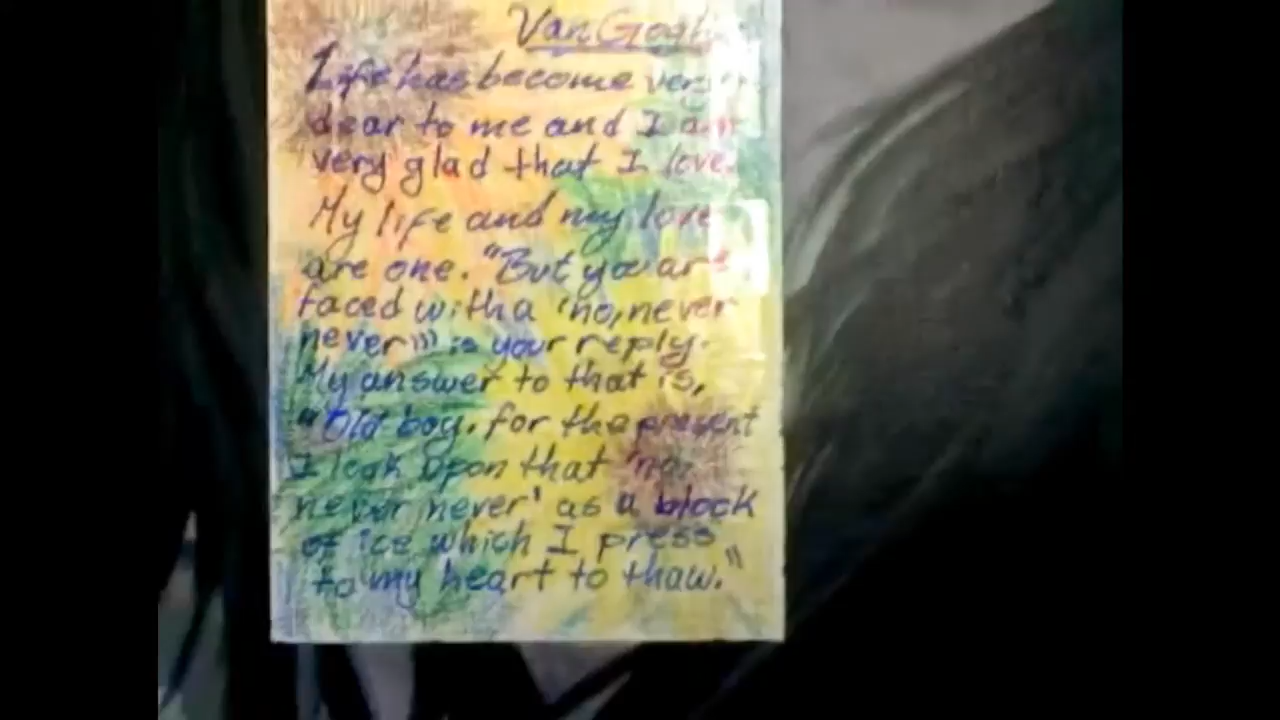 Van Gogh
Life has become very
dear to me and I am
very glad that I love.
My life and my love
are one. "But you are
faced with a 'no, never
never))) is your reply.
My answer to that is,
"Old boy, for the present
I look upon that 'no,
never never' as a block
of ice which I press
to my heart to thaw."